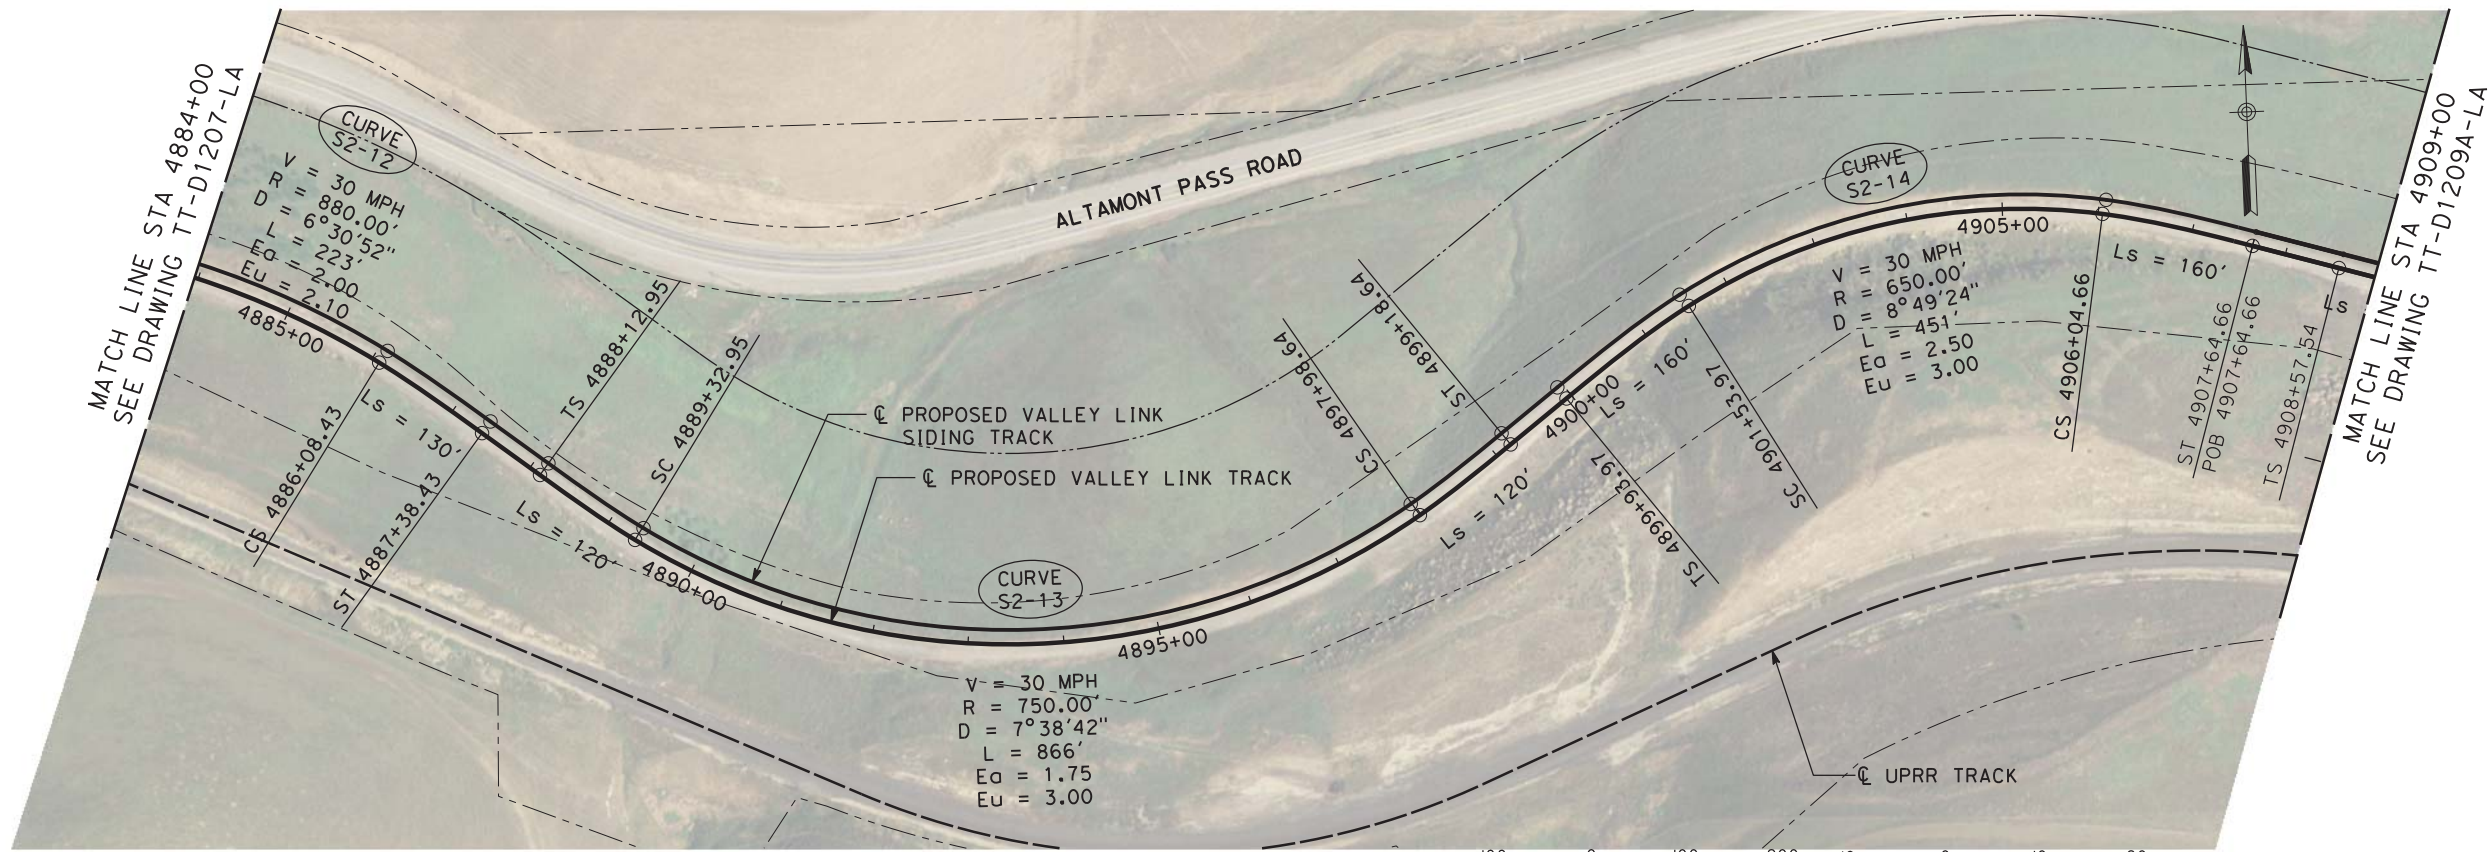 MATCH LINE STA 4884+00
SEE DRAWING TT-D1207-LA
CURVE
S2-12
V = 30 MPH
R = 880.00'
D = 6°30'52"
L = 223'
Ea = 2.00
Eu = 2.10
4885+00
CS 4886+08.43
Ls = 130'
ST 4887+38.43
TS 4888+12.95
Ls = 120'
SC 4889+32.95
4890+00
℄ PROPOSED VALLEY LINK
SIDING TRACK
℄ PROPOSED VALLEY LINK TRACK
ALTAMONT PASS ROAD
CURVE
S2-13
V = 30 MPH
R = 750.00'
D = 7°38'42"
L = 866'
Ea = 1.75
Eu = 3.00
4895+00
CS 4897+98.64
Ls = 120'
ST 4899+18.64
TS 4899+93.97
4900+00
Ls = 160'
SC 4901+53.97
CURVE
S2-14
V = 30 MPH
R = 650.00'
D = 8°49'24"
L = 451'
Ea = 2.50
Eu = 3.00
4905+00
CS 4906+04.66
Ls = 160'
ST 4907+64.66
POB 4907+64.66
TS 4908+57.54
Ls
℄ UPRR TRACK
MATCH LINE STA 4909+00
SEE DRAWING TT-D1209A-LA